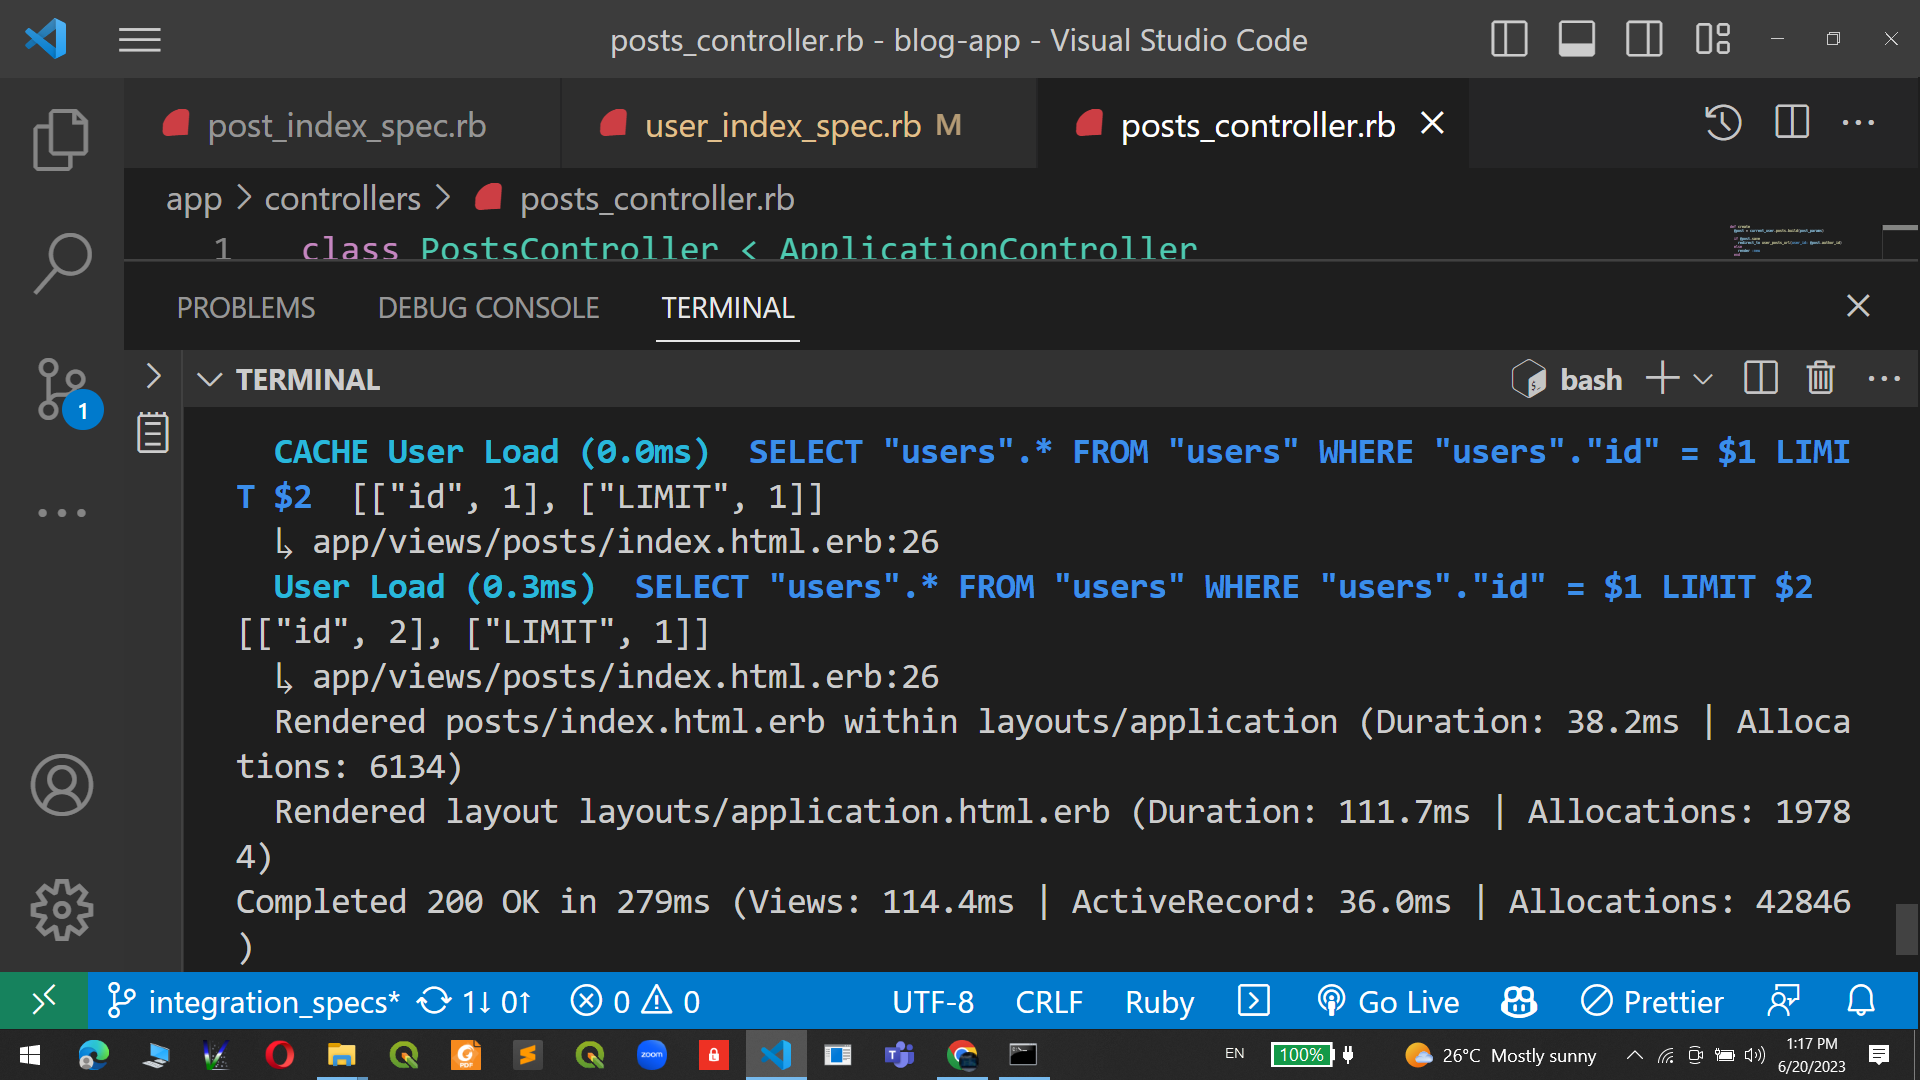 posts_controller.rb - blog-app - Visual Studio Code
post_index_spec.rb
user_index_spec.rb M
posts_controller.rb
app > controllers > posts_controller.rb
1 class PostsController < ApplicationController
PROBLEMS DEBUG CONSOLE TERMINAL
TERMINAL
bash
CACHE User Load (0.0ms) SELECT "users".* FROM "users" WHERE "users"."id" = $1 LIMI
T $2 [["id", 1], ["LIMIT", 1]]
↳ app/views/posts/index.html.erb:26
User Load (0.3ms) SELECT "users".* FROM "users" WHERE "users"."id" = $1 LIMIT $2
[["id", 2], ["LIMIT", 1]]
↳ app/views/posts/index.html.erb:26
Rendered posts/index.html.erb within layouts/application (Duration: 38.2ms | Alloca
tions: 6134)
Rendered layout layouts/application.html.erb (Duration: 111.7ms | Allocations: 1978
4)
Completed 200 OK in 279ms (Views: 114.4ms | ActiveRecord: 36.0ms | Allocations: 42846
)
1
integration_specs* 1↓ 0↑ 0 0 UTF-8 CRLF Ruby Go Live Prettier
zoom
EN 100% 26°C Mostly sunny
1:17 PM
6/20/2023